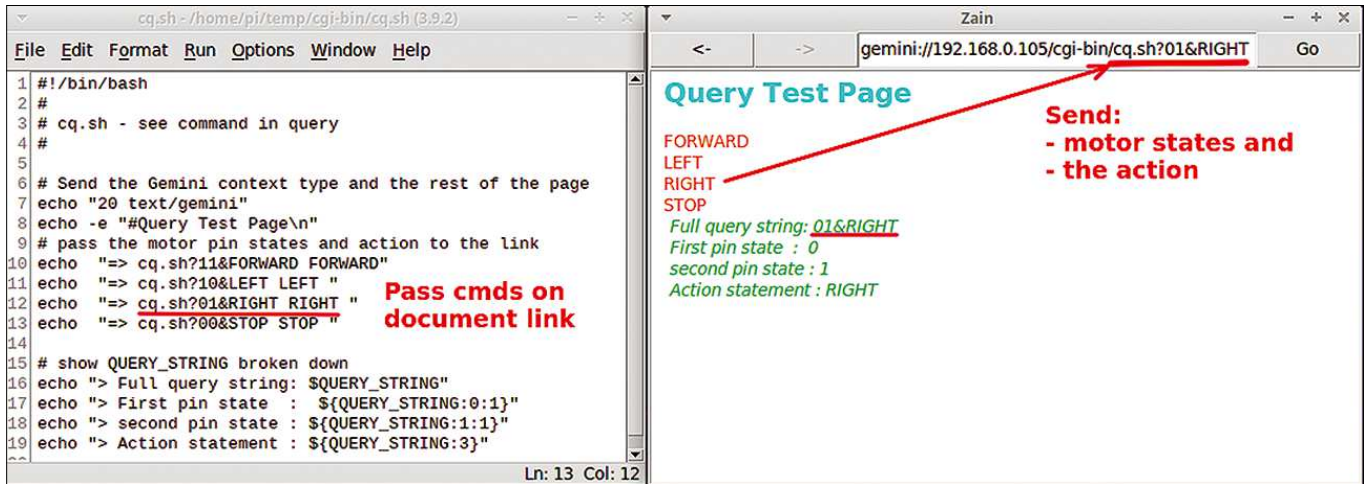 cq.sh - /home/pi/temp/cgi-bin/cq.sh (3.9.2)
File Edit Format Run Options Window Help
1 #!/bin/bash
2 #
3 # cq.sh - see command in query
4 #
5
6 # Send the Gemini context type and the rest of the page
7 echo "20 text/gemini"
8 echo -e "#Query Test Page\n"
9 # pass the motor pin states and action to the link
10 echo  "=> cq.sh?11&FORWARD FORWARD"
11 echo  "=> cq.sh?10&LEFT LEFT "
12 echo  "=> cq.sh?01&RIGHT RIGHT "
13 echo  "=> cq.sh?00&STOP STOP "
14
15 # show QUERY_STRING broken down
16 echo "> Full query string: $QUERY_STRING"
17 echo "> First pin state  :  ${QUERY_STRING:0:1}"
18 echo "> second pin state : ${QUERY_STRING:1:1}"
19 echo "> Action statement : ${QUERY_STRING:3}"
Pass cmds on
document link
Ln: 13 Col: 12
Zain
<- -> gemini://192.168.0.105/cgi-bin/cq.sh?01&RIGHT Go
Query Test Page
FORWARD
LEFT
RIGHT
STOP
Full query string: 01&RIGHT
First pin state  :  0
second pin state : 1
Action statement : RIGHT
Send:
- motor states and
- the action